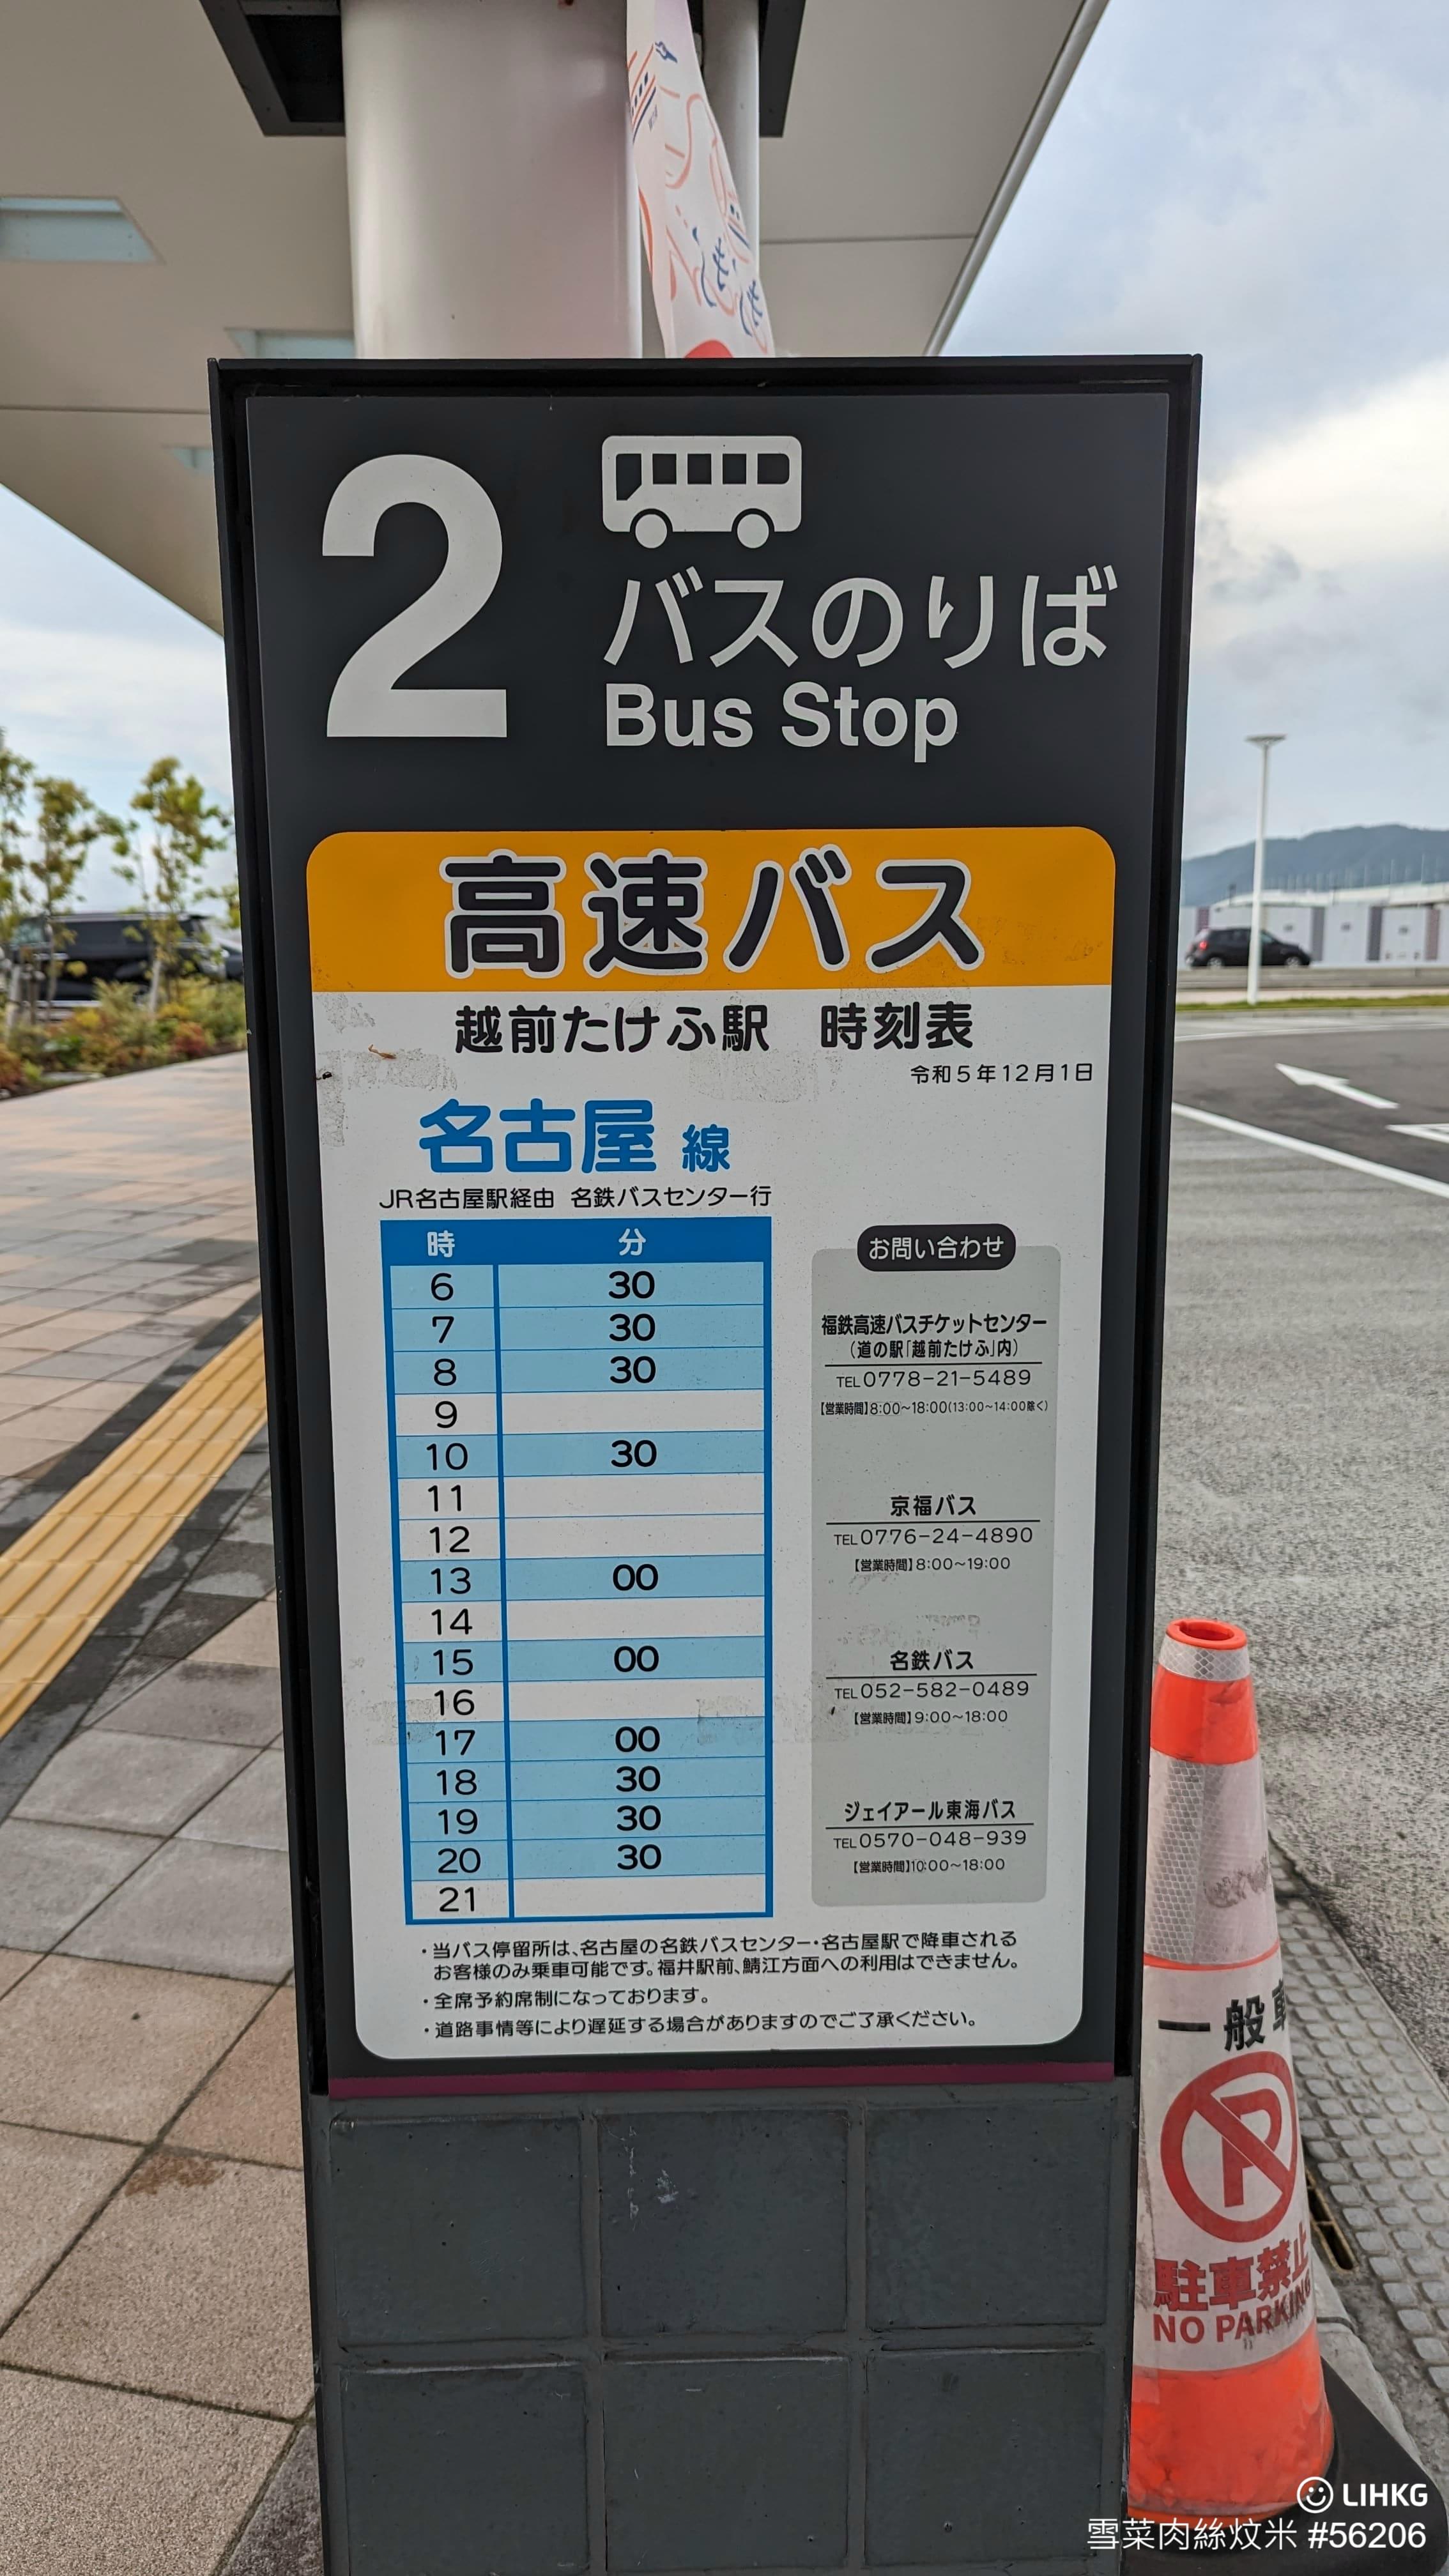 2
バスのりば
Bus Stop
高速バス
越前たけふ駅 時刻表
令和5年12月1日
名古屋 線
JR名古屋駅経由 名鉄バスセンター行
時 分
6 30
7 30
8 30
9
10 30
11
12
13 00
14
15 00
16
17 00
18 30
19 30
20 30
21
お問い合わせ
福鉄高速バスチケットセンター
(道の駅「越前たけふ」内)
TEL0778-21-5489
【営業時間】8:00~18:00(13:00~14:00除く)
京福バス
TEL0776-24-4890
【営業時間】8:00~19:00
名鉄バス
TEL052-582-0489
【営業時間】9:00~18:00
ジェイアール東海バス
TEL0570-048-939
【営業時間】10:00~18:00
・当バス停留所は、名古屋の名鉄バスセンター・名古屋駅で降車される
お客様のみ乗車可能です。福井駅前、鯖江方面への利用はできません。
・全席予約席制になっております。
・道路事情等により遅延する場合がありますのでご了承ください。
一般車
駐車禁止
NO PARKING
LIHKG
雪菜肉絲炆米 #56206